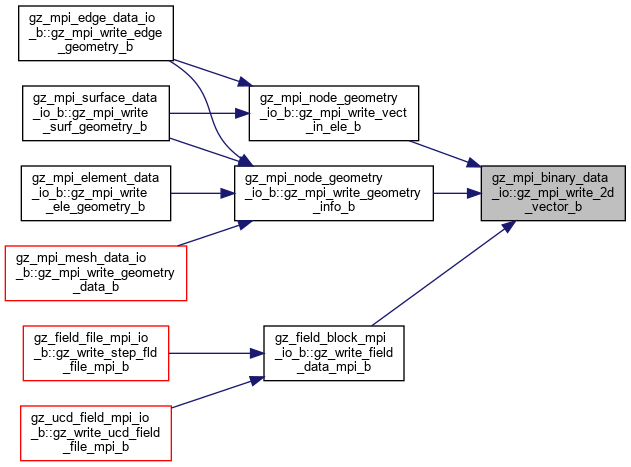 gz_mpi_edge_data_io
_b::gz_mpi_write_edge
_geometry_b
gz_mpi_surface_data
_io_b::gz_mpi_write
_surf_geometry_b
gz_mpi_element_data
_io_b::gz_mpi_write
_ele_geometry_b
gz_mpi_mesh_data_io
_b::gz_mpi_write_geometry
_data_b
gz_field_file_mpi_io
_b::gz_write_step_fld
_file_mpi_b
gz_ucd_field_mpi_io
_b::gz_write_ucd_field
_file_mpi_b
gz_mpi_node_geometry
_io_b::gz_mpi_write_vect
_in_ele_b
gz_mpi_node_geometry
_io_b::gz_mpi_write_geometry
_info_b
gz_field_block_mpi
_io_b::gz_write_field
_data_mpi_b
gz_mpi_binary_data
_io::gz_mpi_write_2d
_vector_b